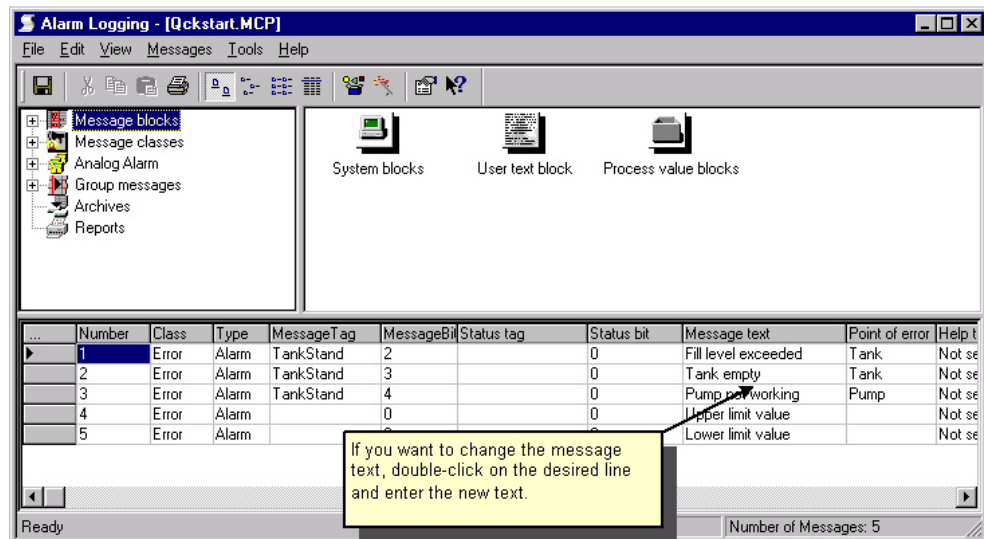 Alarm Logging - [Qckstart.MCP]
File Edit View Messages Tools Help
Message blocks
Message classes
Analog Alarm
Group messages
Archives
Reports
System blocks User text block Process value blocks
... Number Class Type MessageTag MessageBit Status tag Status bit Message text Point of error Help t
1 Error Alarm TankStand 2 0 Fill level exceeded Tank Not se
2 Error Alarm TankStand 3 0 Tank empty Tank Not se
3 Error Alarm TankStand 4 0 Pump not working Pump Not se
4 Error Alarm 0 0 Upper limit value Not se
5 Error Alarm Lower limit value Not se
If you want to change the message
text, double-click on the desired line
and enter the new text.
Ready Number of Messages: 5